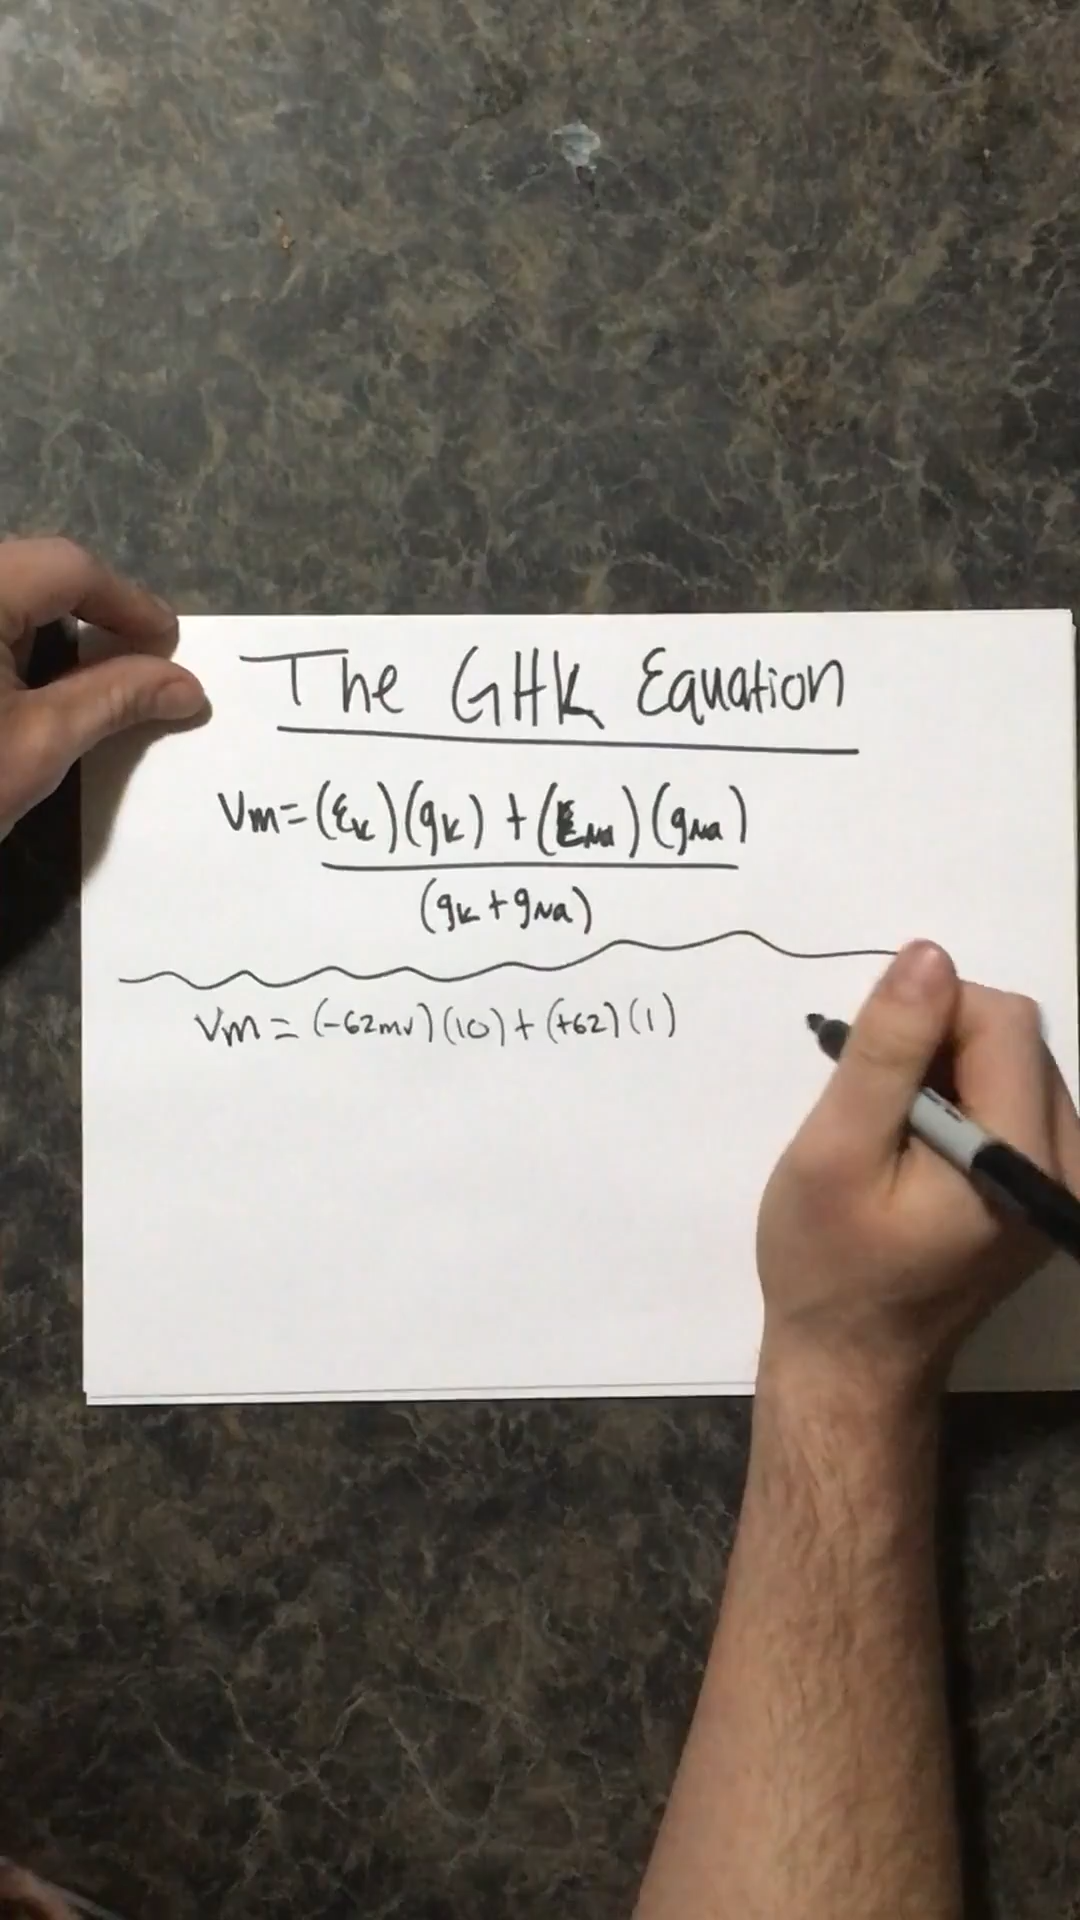 The GHK Equation
Vm=(EK)(gK)+(ENa)(gNa)
(gK+gNa)
Vm=(-62mv)(10)+(+62)(1)